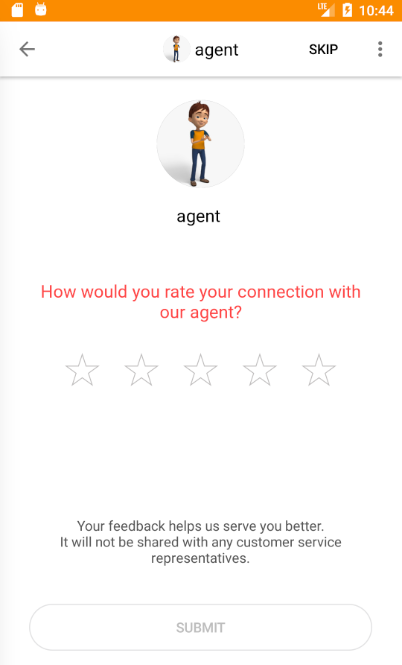 LTE 10:44
agent SKIP
agent
How would you rate your connection with
our agent?
Your feedback helps us serve you better.
It will not be shared with any customer service
representatives.
SUBMIT